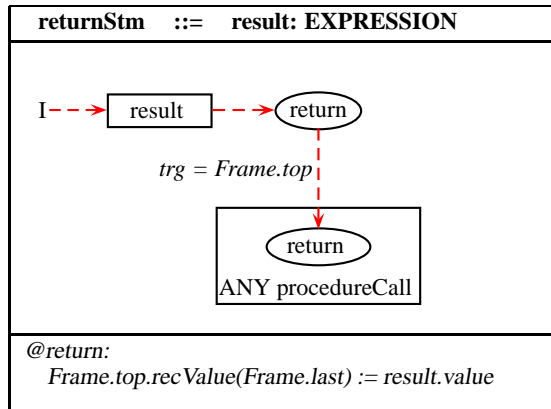 returnStm ::= result: EXPRESSION
I result return
trg = Frame.top
return
ANY procedureCall
@return:
Frame.top.recValue(Frame.last) := result.value